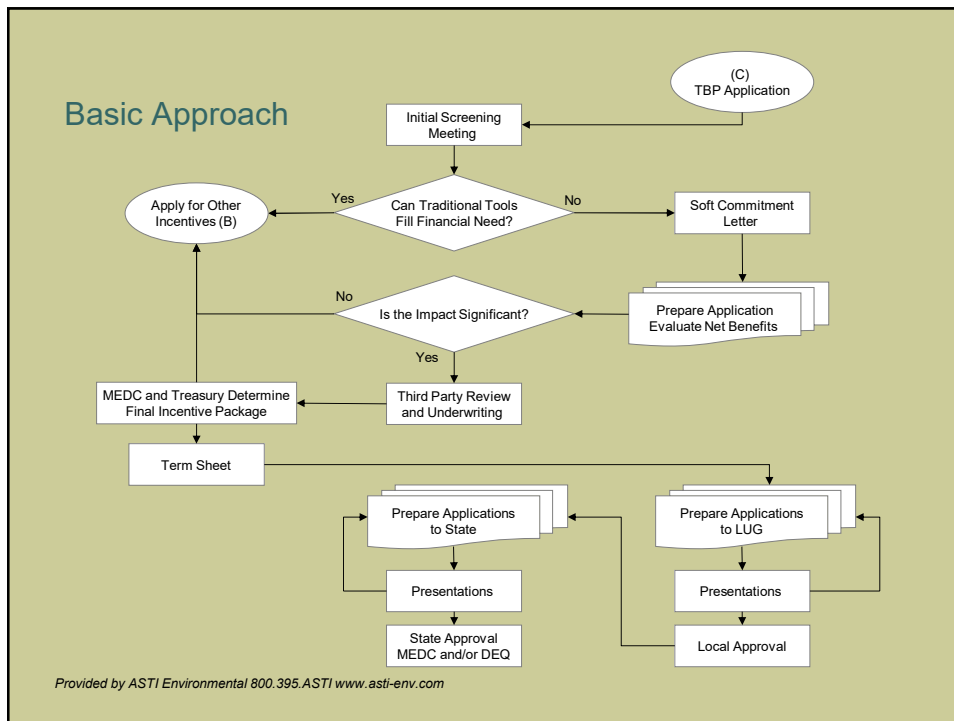 Basic Approach
(C)
TBP Application
Initial Screening
Meeting
Yes
Can Traditional Tools
Fill Financial Need?
No
Apply for Other
Incentives (B)
Soft Commitment
Letter
No
Is the Impact Significant?
Prepare Application
Evaluate Net Benefits
Yes
MEDC and Treasury Determine
Final Incentive Package
Third Party Review
and Underwriting
Term Sheet
Prepare Applications
to State
Prepare Applications
to LUG
Presentations
Presentations
State Approval
MEDC and/or DEQ
Local Approval
Provided by ASTI Environmental 800.395.ASTI www.asti-env.com